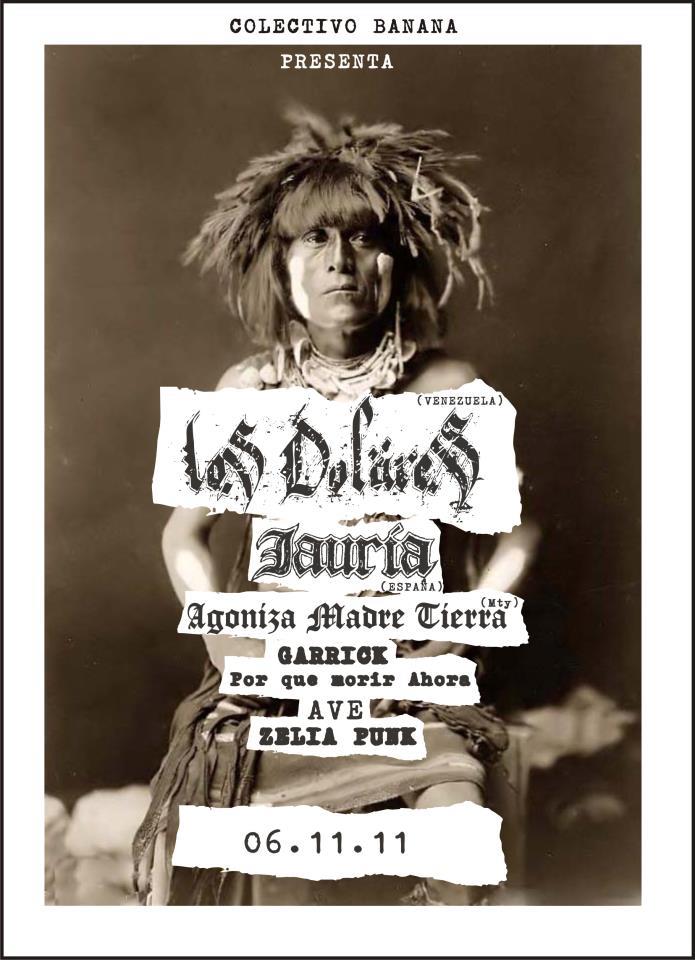 COLECTIVO BANANA
PRESENTA
(VENEZUELA)
los Dolares
Jauría
(ESPAÑA)
(Mty)
Agoniza Madre Tierra
GARRICK
Por que morir Ahora
AVE
ZELIA PUNK
06.11.11